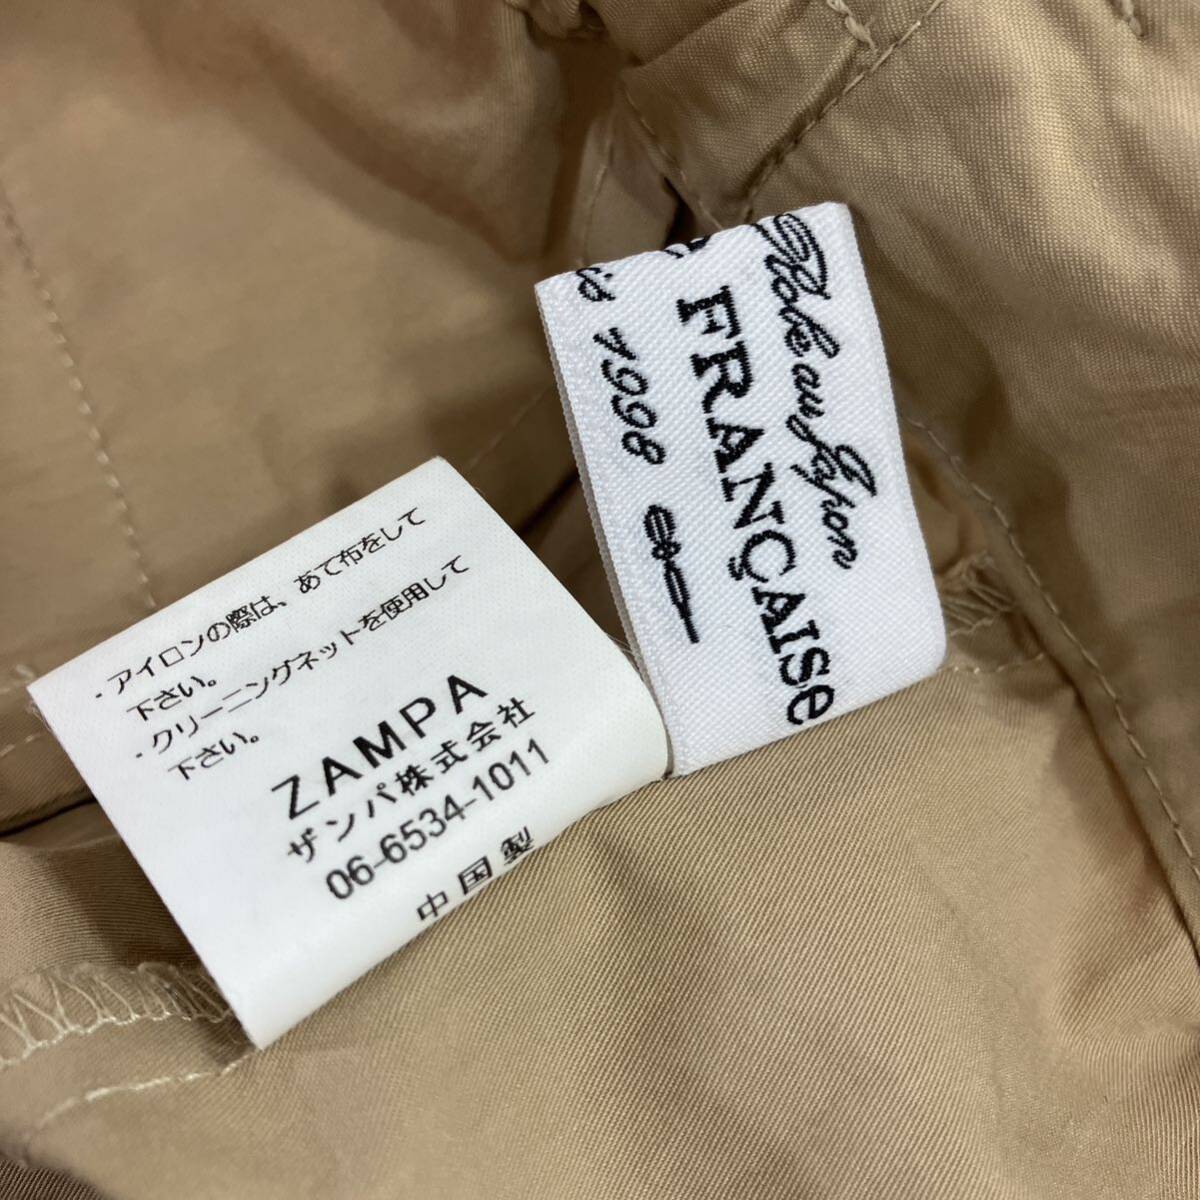 ・アイロンの際は、あて布をして
下さい。
・クリーニングネットを使用して
下さい。
ZAMPA
ザンパ株式会社
06-6534-1011
中国製
au Japon
FRANÇAISe
1998